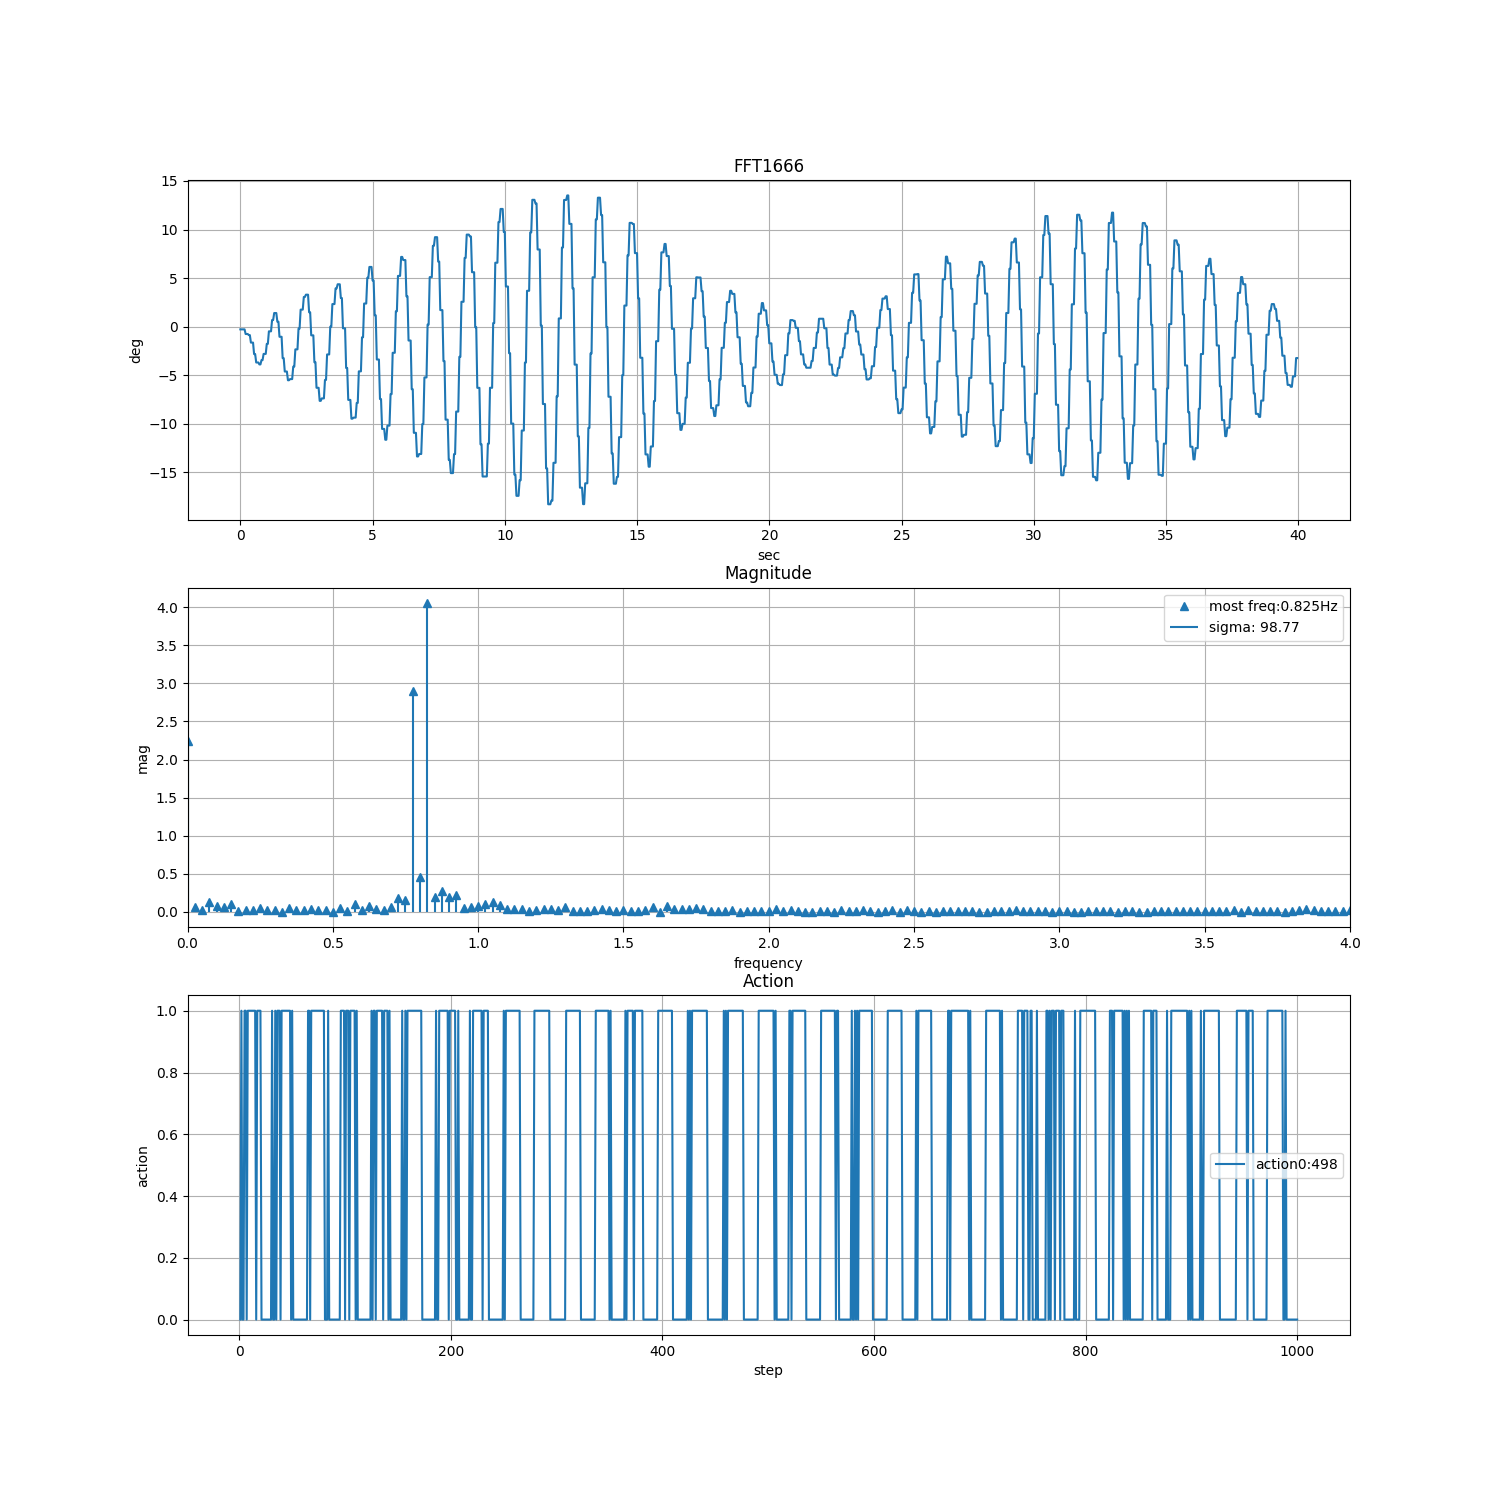 FFT1666
15
10
5
0
−5
−10
−15
deg
0 5 10 15 20 25 30 35 40
sec
Magnitude
4.0
3.5
3.0
2.5
2.0
1.5
1.0
0.5
0.0
mag
most freq:0.825Hz
sigma: 98.77
0.0 0.5 1.0 1.5 2.0 2.5 3.0 3.5 4.0
frequency
Action
1.0
0.8
0.6
0.4
0.2
0.0
action
action0:498
0 200 400 600 800 1000
step